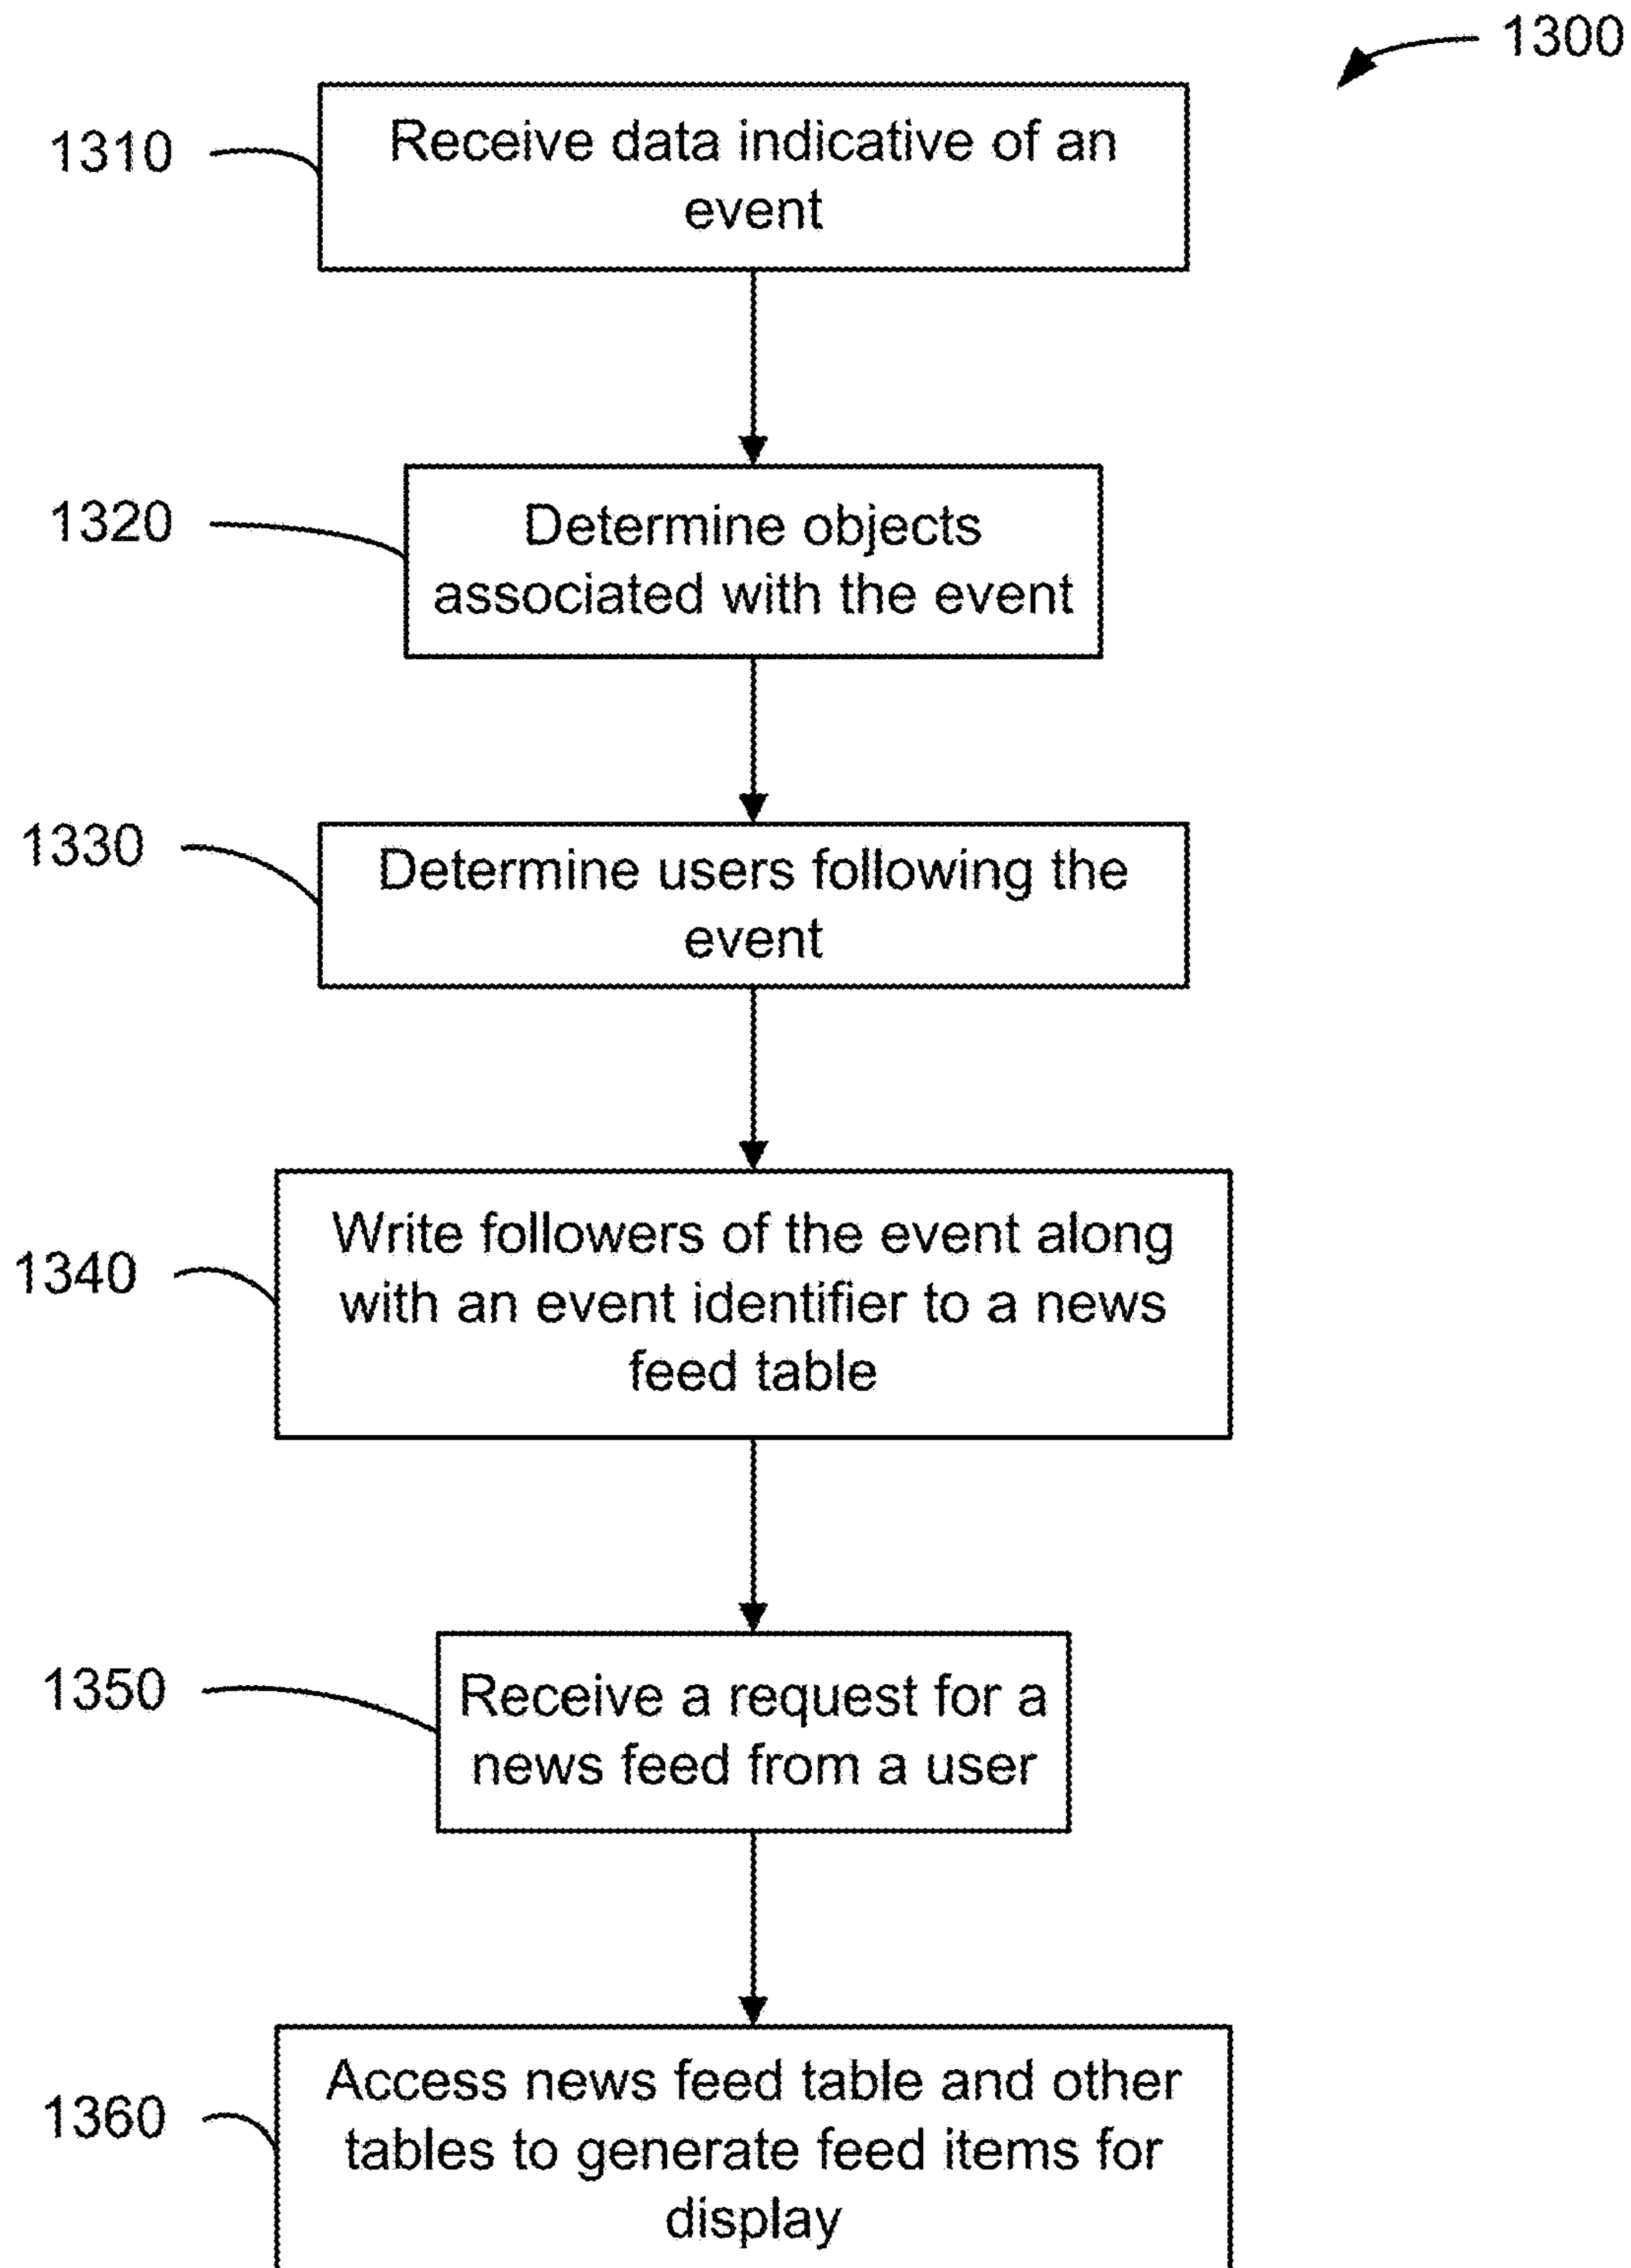 1300
1310
Receive data indicative of an
event
1320
Determine objects
associated with the event
1330
Determine users following the
event
1340
Write followers of the event along
with an event identifier to a news
feed table
1350
Receive a request for a
news feed from a user
1360
Access news feed table and other
tables to generate feed items for
display